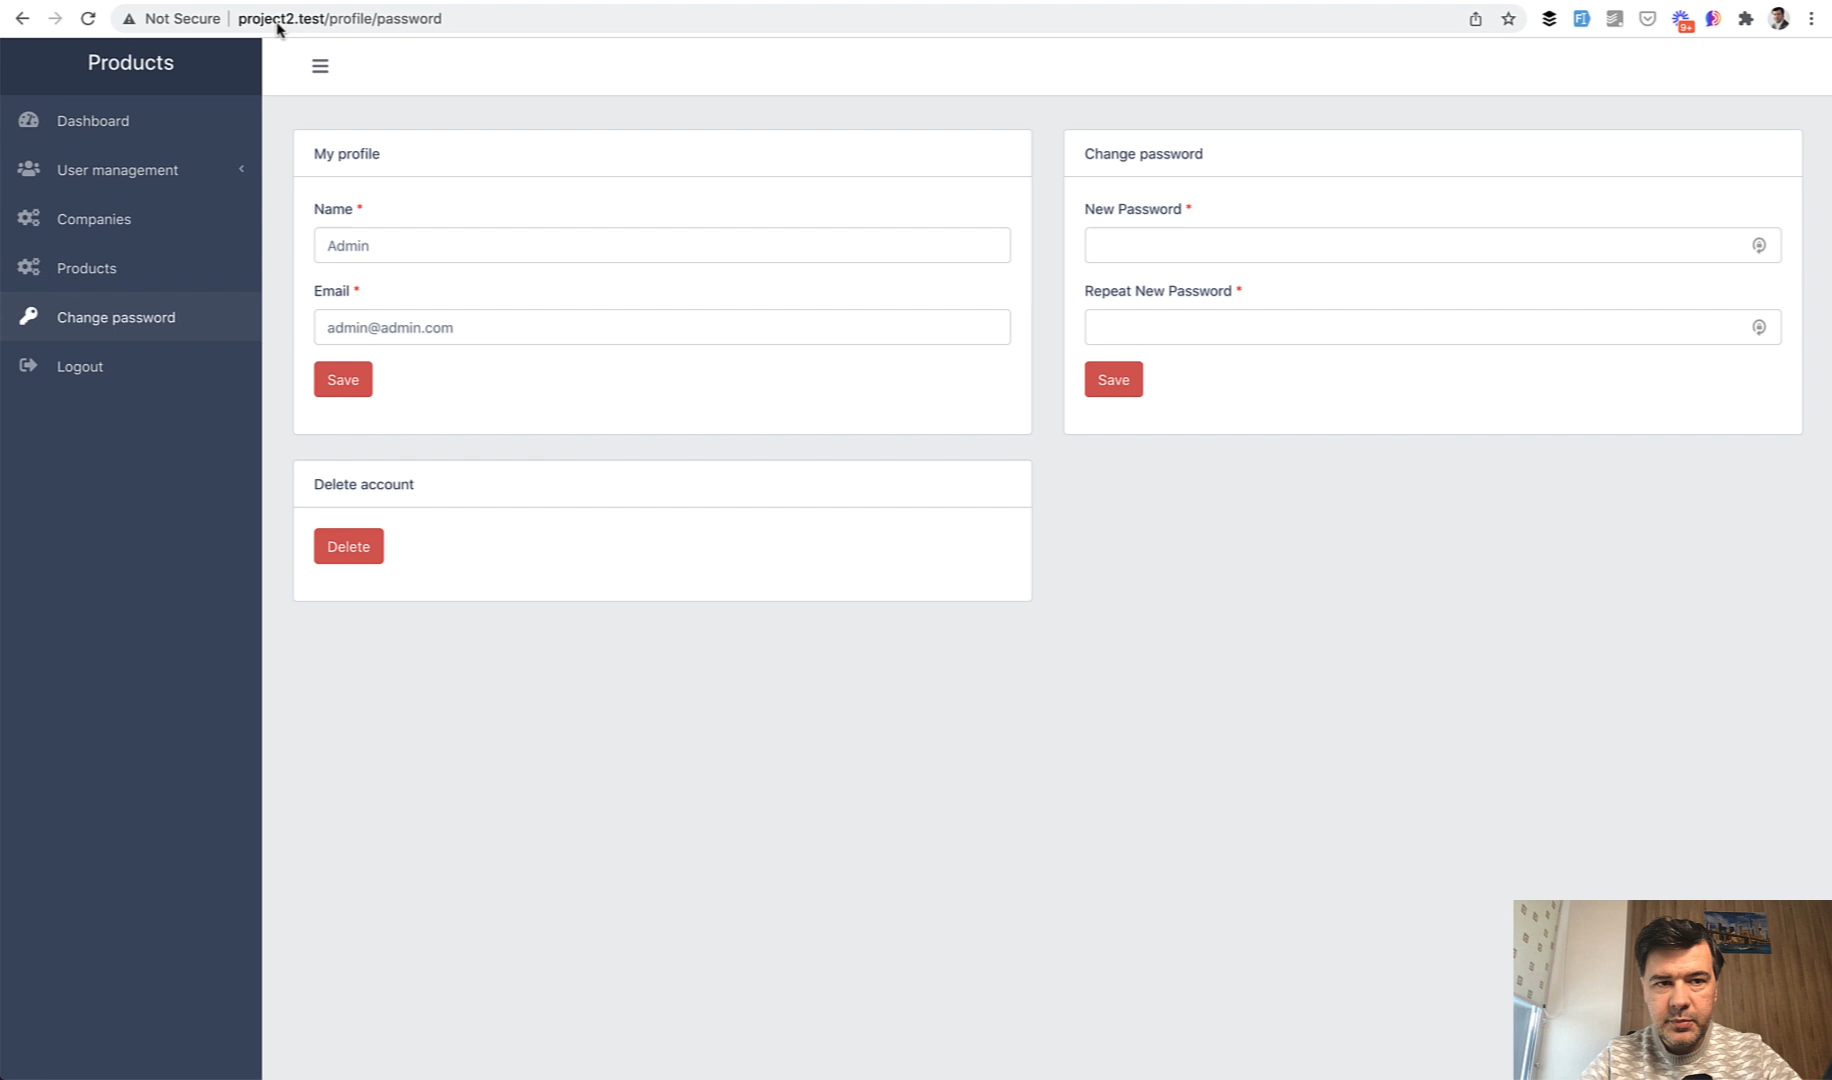 Not Secure project2.test/profile/password
9+
Products
Dashboard
User management
Companies
Products
Change password
Logout
My profile
Name *
Admin
Email *
admin@admin.com
Save
Change password
New Password *
Repeat New Password *
Save
Delete account
Delete